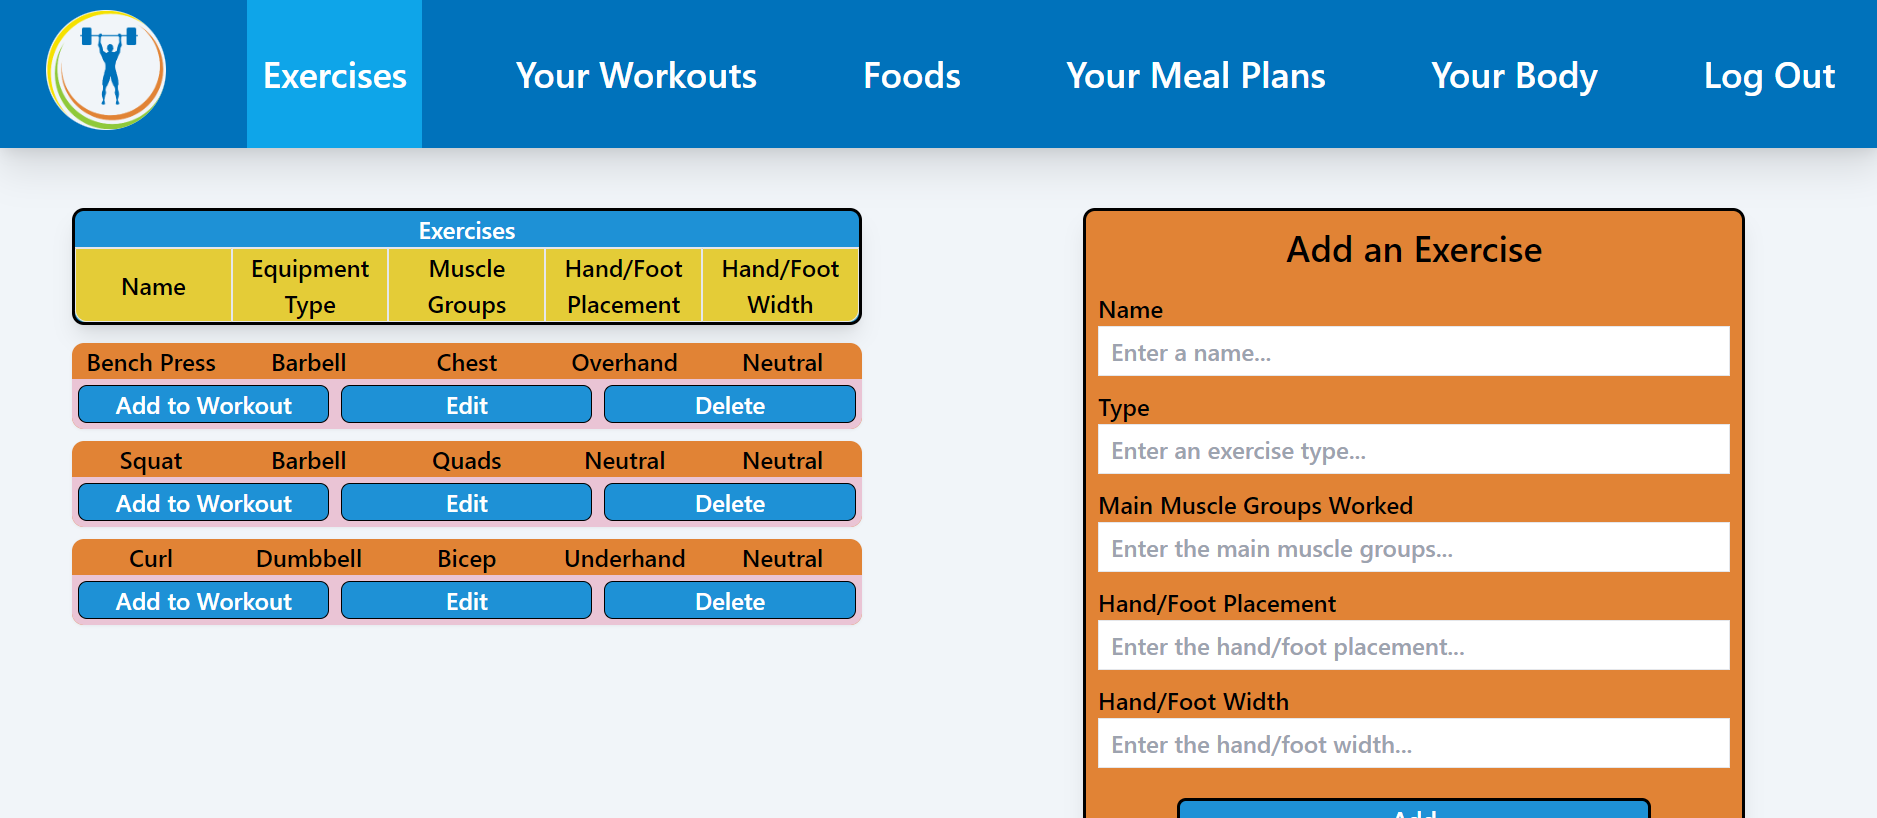 Exercises Your Workouts Foods Your Meal Plans Your Body Log Out
Exercises
Name Equipment Type Muscle Groups Hand/Foot Placement Hand/Foot Width
Bench Press Barbell Chest Overhand Neutral
Add to Workout Edit Delete
Squat Barbell Quads Neutral Neutral
Add to Workout Edit Delete
Curl Dumbbell Bicep Underhand Neutral
Add to Workout Edit Delete
Add an Exercise
Name
Enter a name...
Type
Enter an exercise type...
Main Muscle Groups Worked
Enter the main muscle groups...
Hand/Foot Placement
Enter the hand/foot placement...
Hand/Foot Width
Enter the hand/foot width...
Add